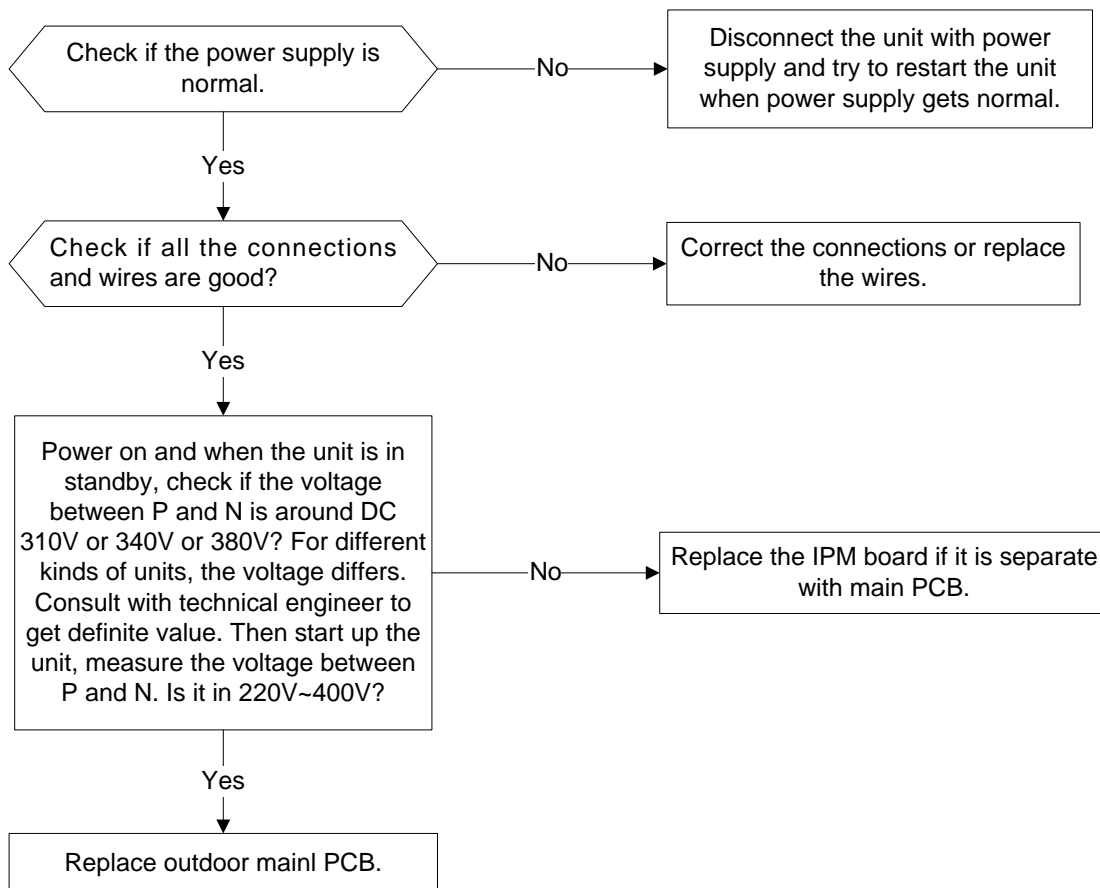 Check if the power supply is
normal.
No
Disconnect the unit with power
supply and try to restart the unit
when power supply gets normal.
Yes
Check if all the connections
and wires are good?
No
Correct the connections or replace
the wires.
Yes
Power on and when the unit is in
standby, check if the voltage
between P and N is around DC
310V or 340V or 380V? For different
kinds of units, the voltage differs.
Consult with technical engineer to
get definite value. Then start up the
unit, measure the voltage between
P and N. Is it in 220V~400V?
No
Replace the IPM board if it is separate
with main PCB.
Yes
Replace outdoor mainl PCB.